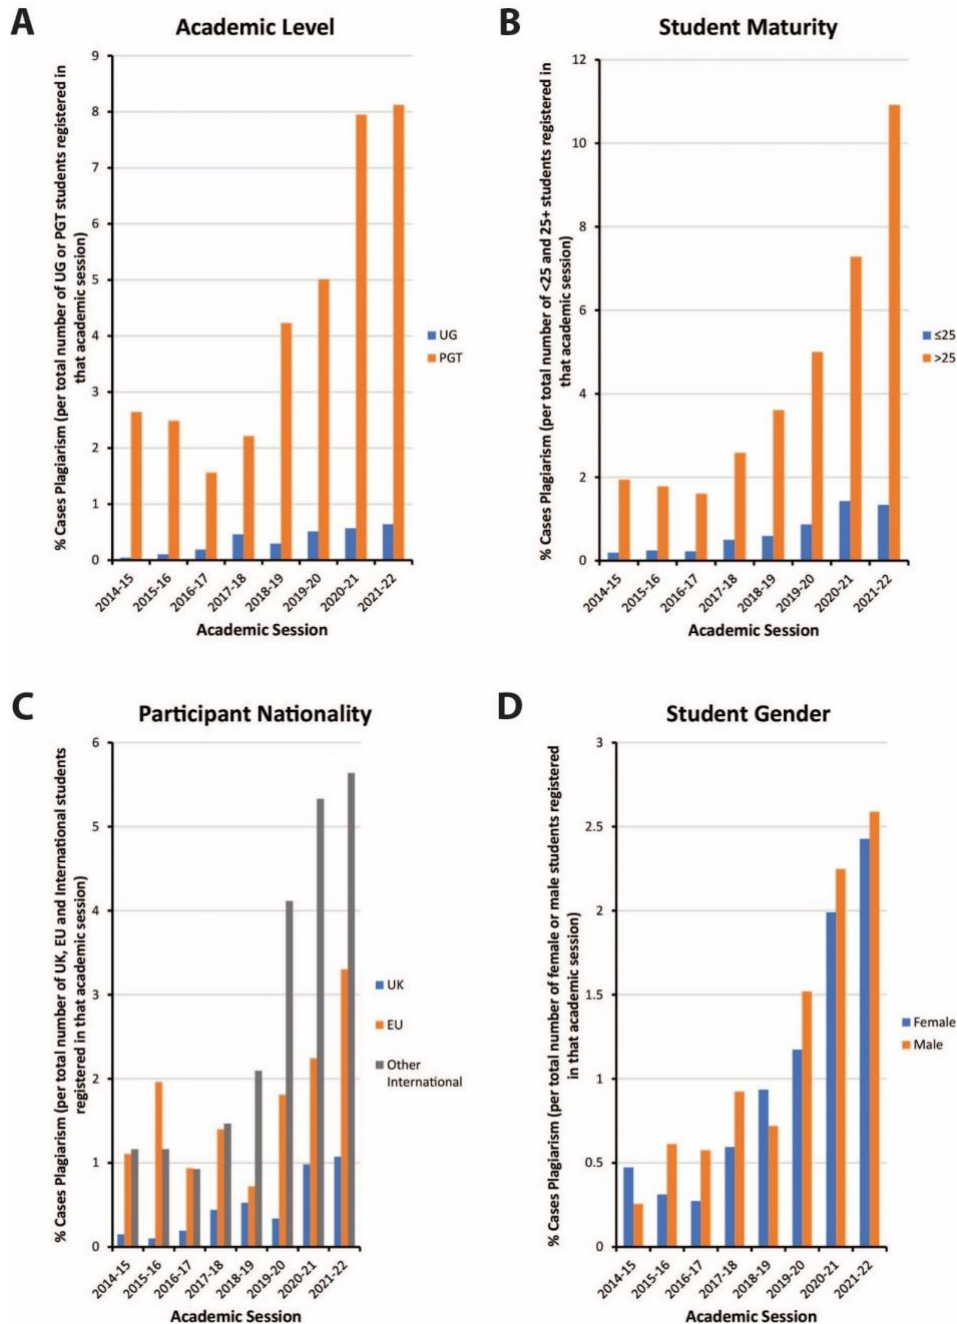 A
Academic Level
% Cases Plagiarism (per total number of UG or PGT students registered in
that academic session)
9
8
7
6
5
4
3
2
1
0
2014-15
2015-16
2016-17
2017-18
2018-19
2019-20
2020-21
2021-22
Academic Session
UG
PGT
B
Student Maturity
% Cases Plagiarism (per total number of <25 and 25+ students registered in
that academic session)
12
10
8
6
4
2
0
2014-15
2015-16
2016-17
2017-18
2018-19
2019-20
2020-21
2021-22
Academic Session
≤25
>25
C
Participant Nationality
% Cases Plagiarism (per total number of UK, EU and International students
registered in that academic session)
6
5
4
3
2
1
0
2014-15
2015-16
2016-17
2017-18
2018-19
2019-20
2020-21
2021-22
Academic Session
UK
EU
Other
International
D
Student Gender
% Cases Plagiarism (per total number of female or male students registered
in that academic session)
3
2.5
2
1.5
1
0.5
0
2014-15
2015-16
2016-17
2017-18
2018-19
2019-20
2020-21
2021-22
Academic Session
Female
Male